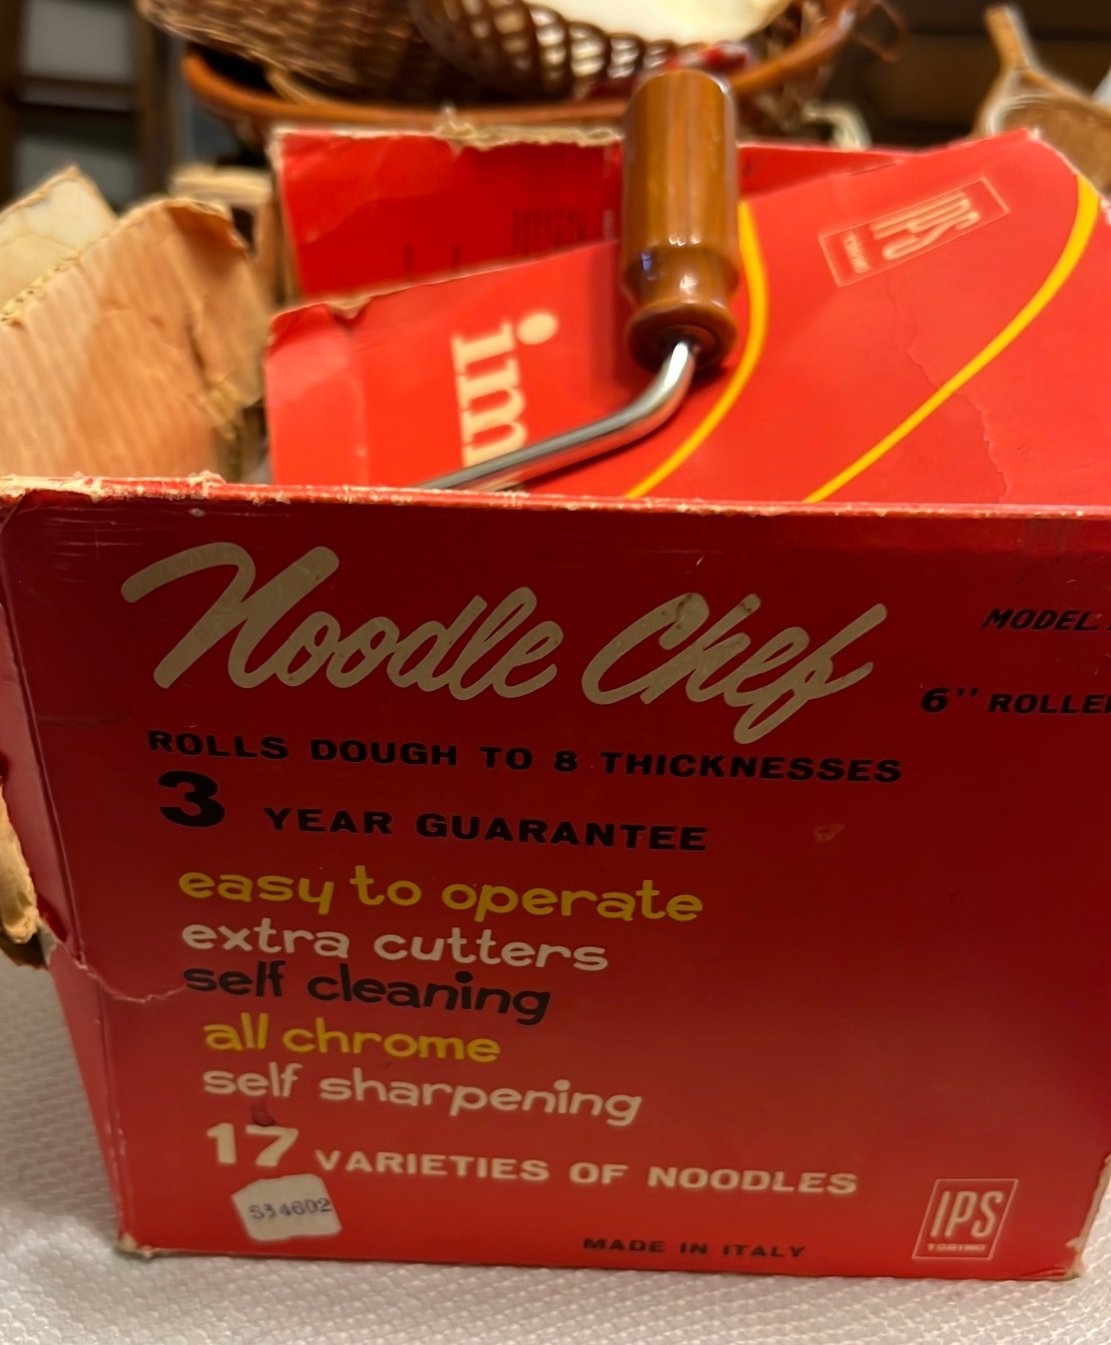 IPS
im
Noodle Chef
MODEL
6" ROLLE
ROLLS DOUGH TO 8 THICKNESSES
3 YEAR GUARANTEE
easy to operate
extra cutters
self cleaning
all chrome
self sharpening
17 VARIETIES OF NOODLES
534602
MADE IN ITALY
IPS
TORINO